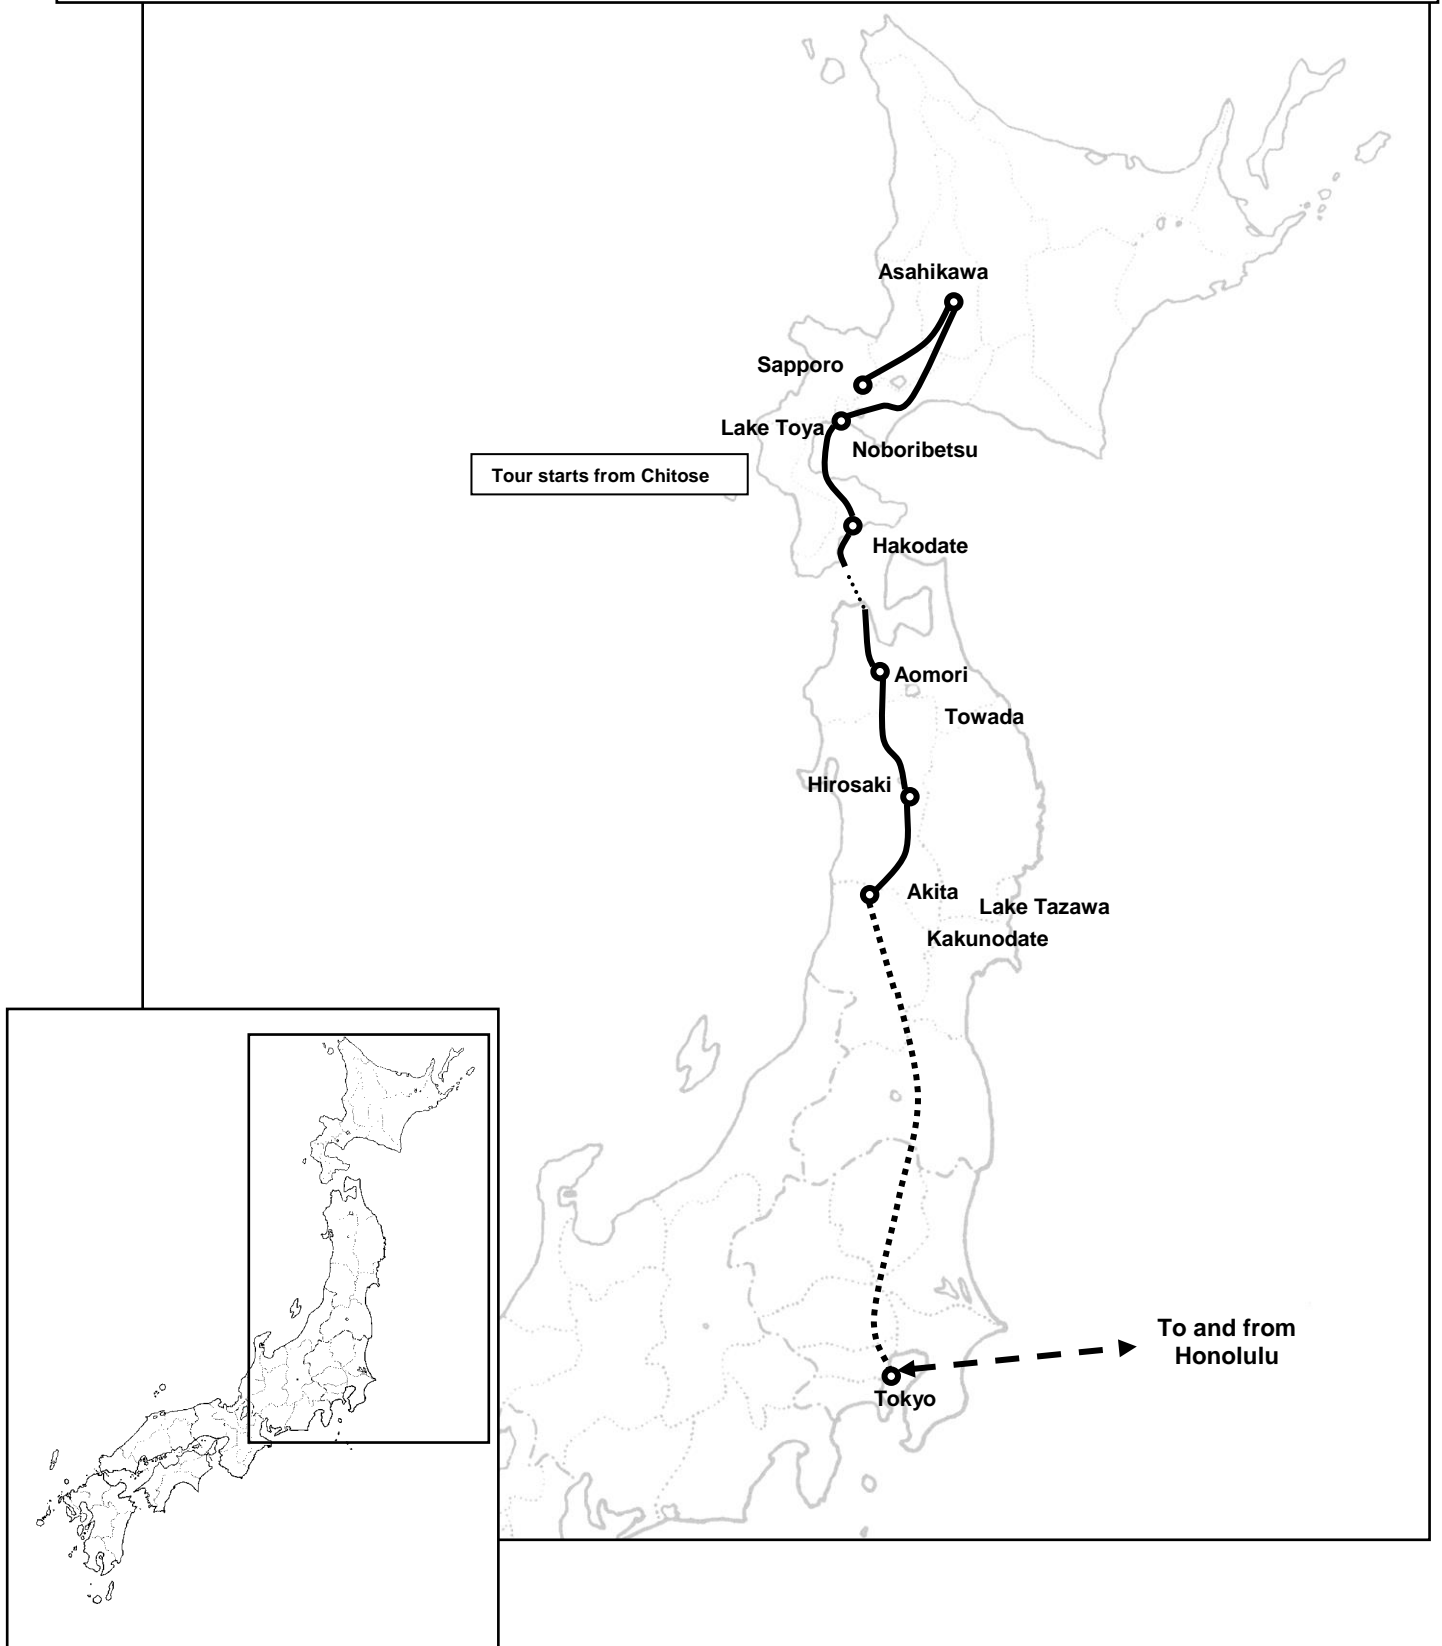 Asahikawa
Sapporo
Lake Toya
Noboribetsu
Tour starts from Chitose
Hakodate
Aomori
Towada
Hirosaki
Akita
Lake Tazawa
Kakunodate
To and from
Honolulu
Tokyo